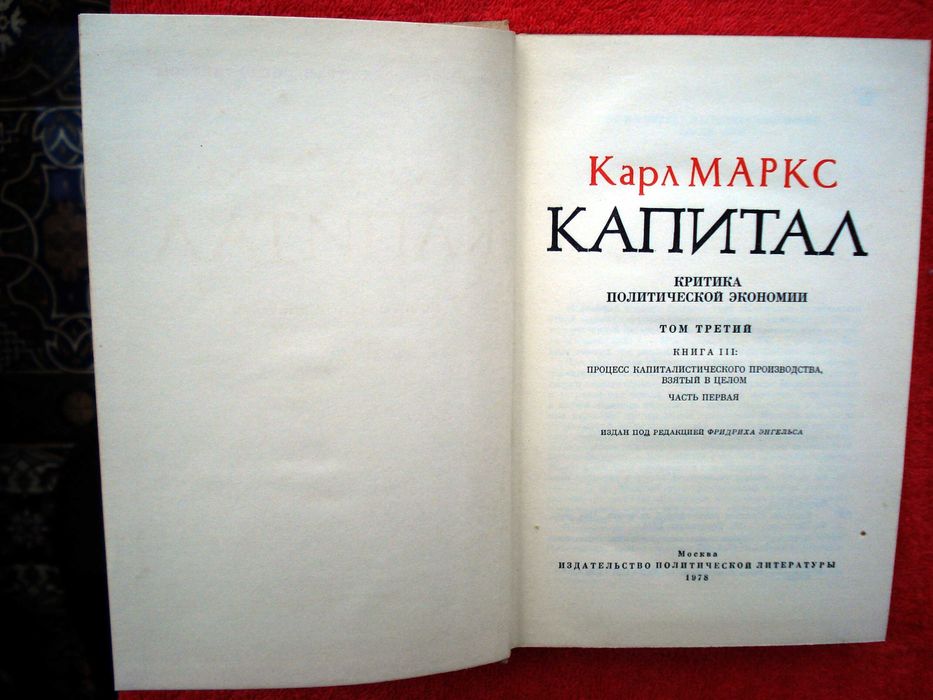 Карл МАРКС
КАПИТАЛ
КРИТИКА
ПОЛИТИЧЕСКОЙ ЭКОНОМИИ
ТОМ ТРЕТИЙ
КНИГА III:
ПРОЦЕСС КАПИТАЛИСТИЧЕСКОГО ПРОИЗВОДСТВА,
ВЗЯТЫЙ В ЦЕЛОМ
ЧАСТЬ ПЕРВАЯ
ИЗДАН ПОД РЕДАКЦИЕЙ ФРИДРИХА ЭНГЕЛЬСА
Москва
ИЗДАТЕЛЬСТВО ПОЛИТИЧЕСКОЙ ЛИТЕРАТУРЫ
1978